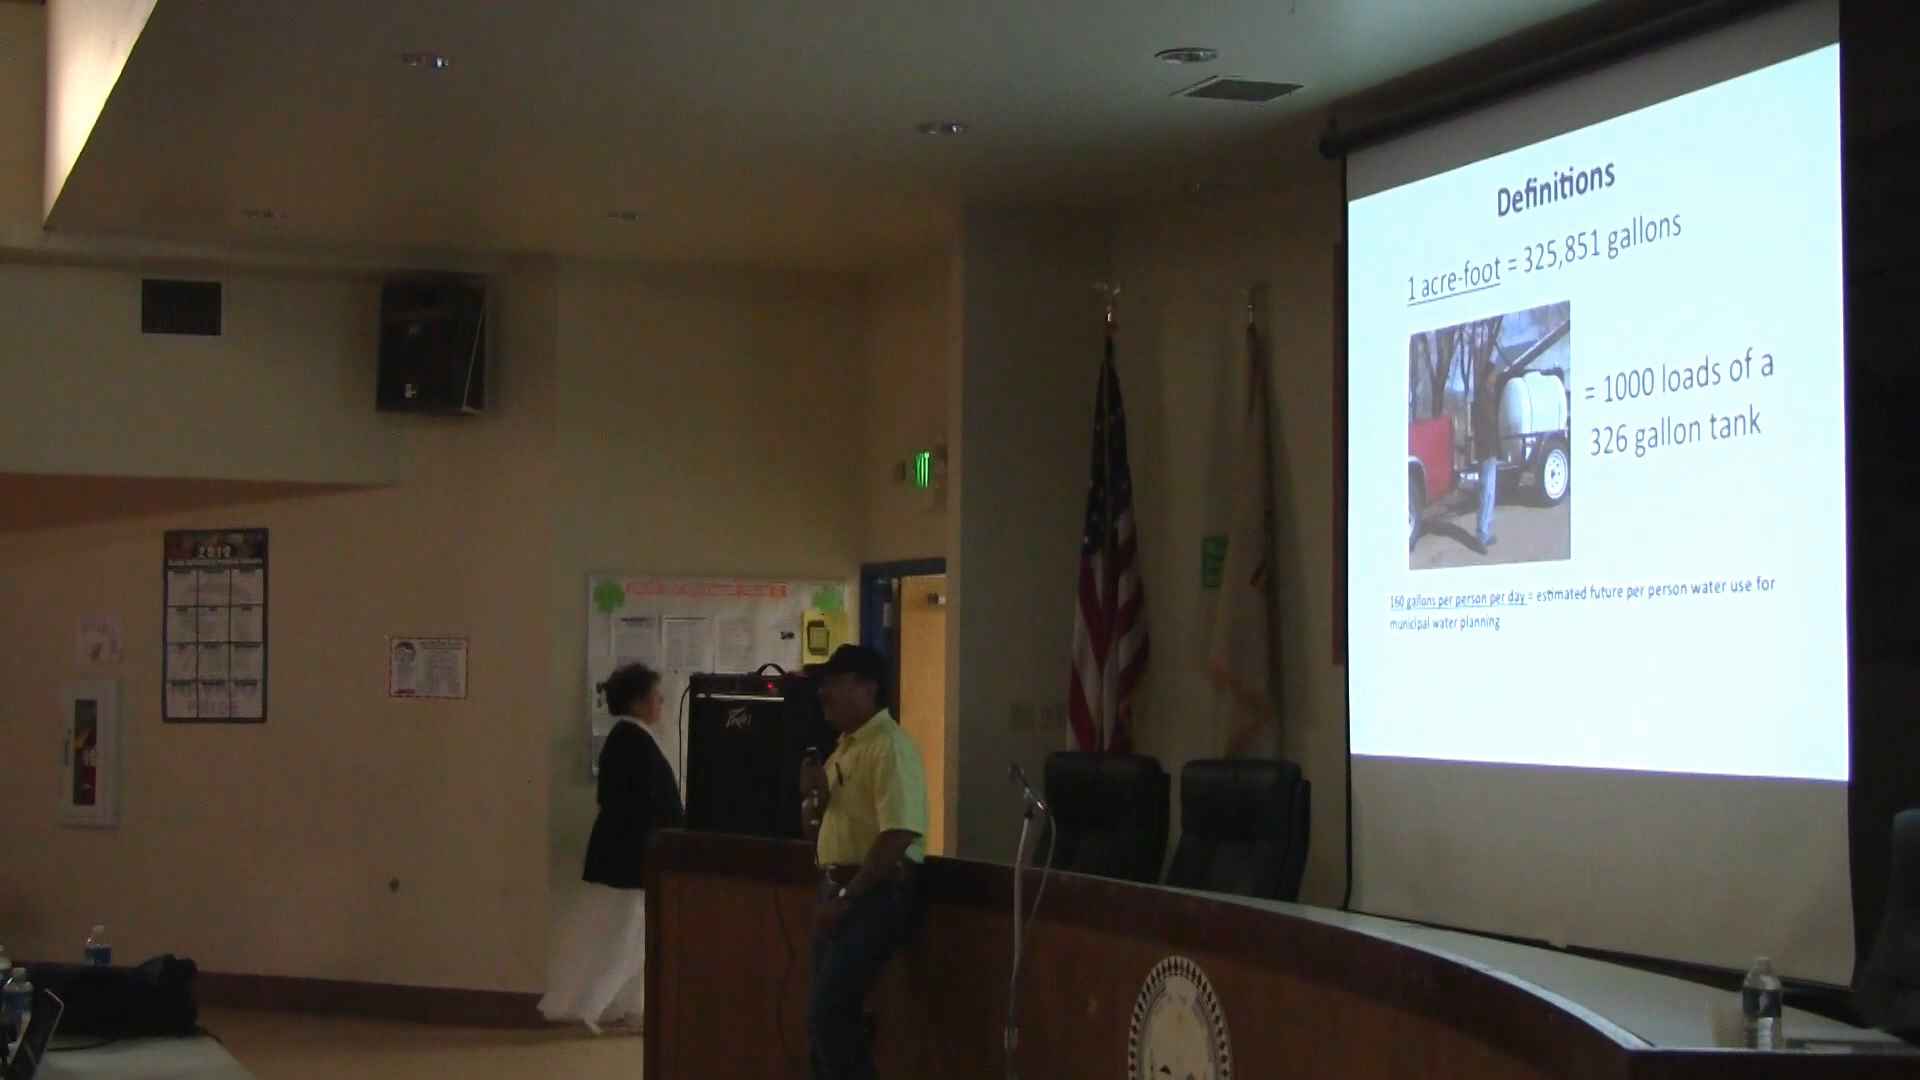 Definitions
1 acre-foot = 325,851 gallons
= 1000 loads of a
326 gallon tank
160 gallons per person per day = estimated future per person water use for
municipal water planning
2012